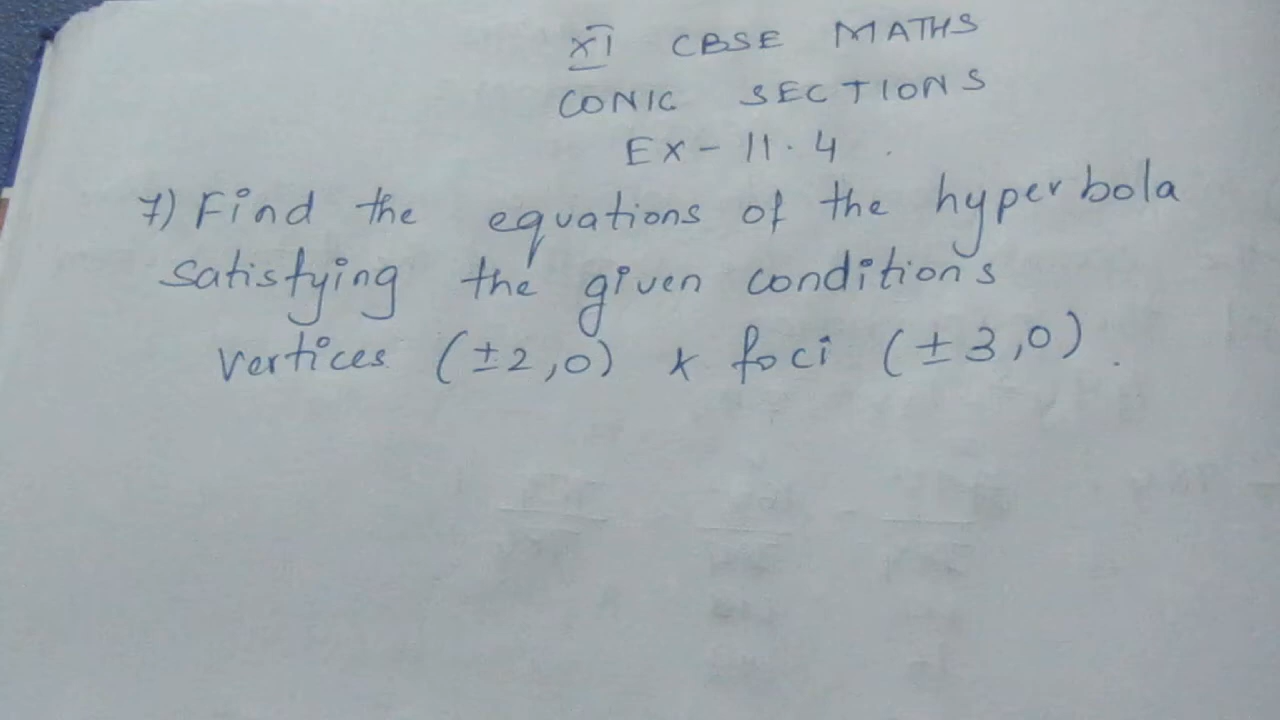 XI CBSE MATHS
CONIC SECTIONS
EX - 11.4
7) Find the equations of the hyperbola
satisfying the given conditions
vertices (±2,0) & foci (±3,0).